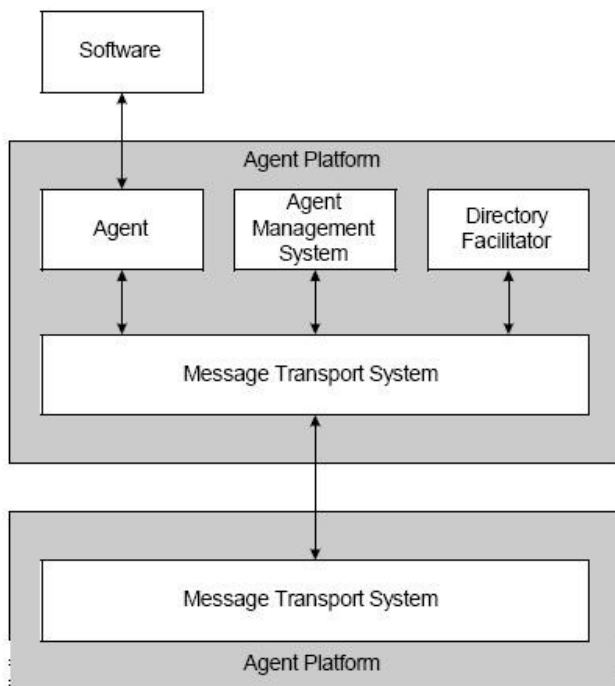 Software
Agent Platform
Agent
Agent
Management
System
Directory
Facilitator
Message Transport System
Message Transport System
Agent Platform